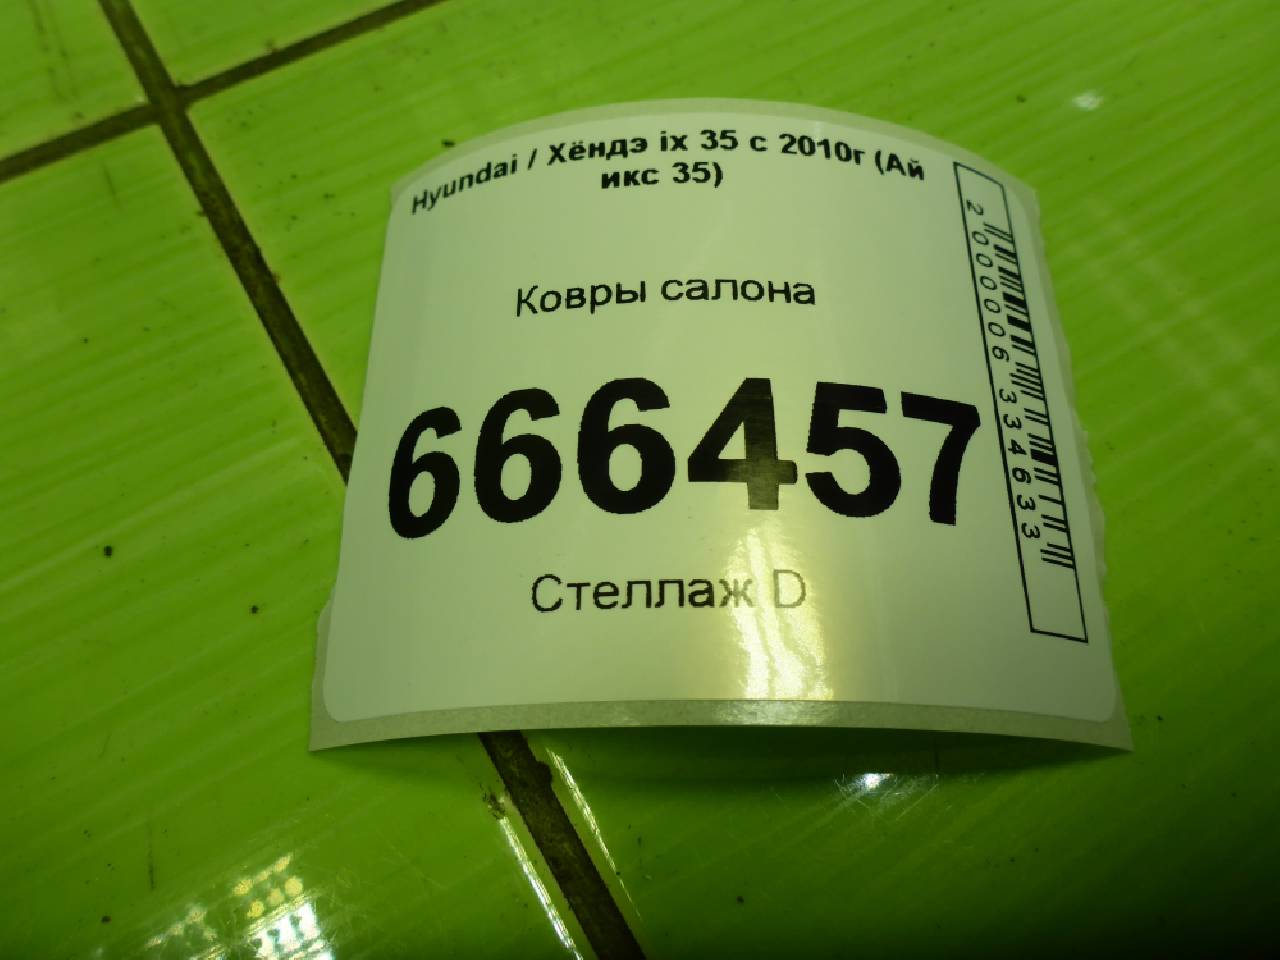 Hyundai / Хёндэ ix 35 с 2010г (Ай
икс 35)
Ковры салона
666457
Стеллаж D
2000006334633